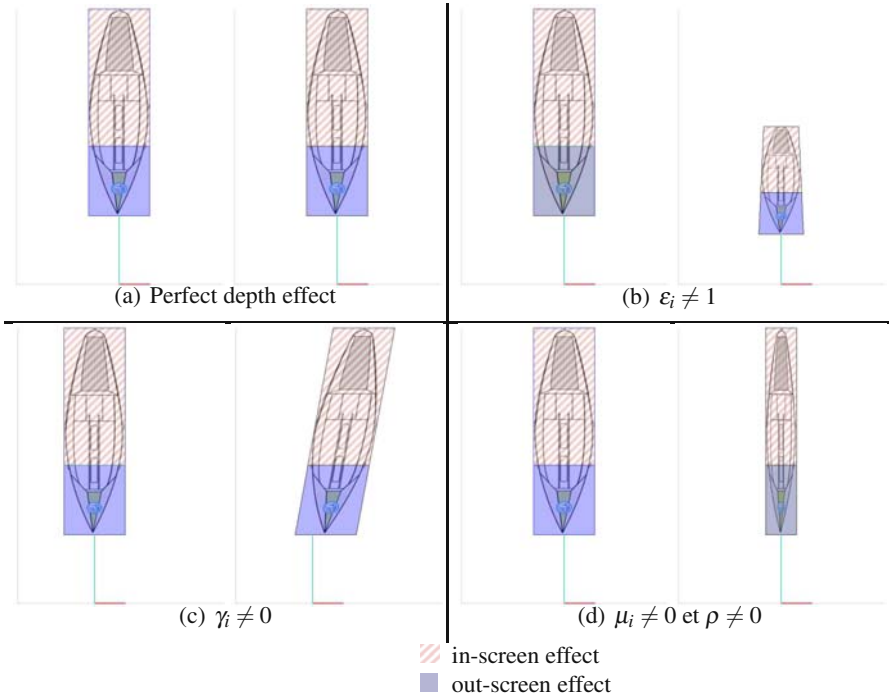 (a) Perfect depth effect
(b) εᵢ ≠ 1
(c) γᵢ ≠ 0
(d) μᵢ ≠ 0 et ρ ≠ 0
in-screen effect
out-screen effect